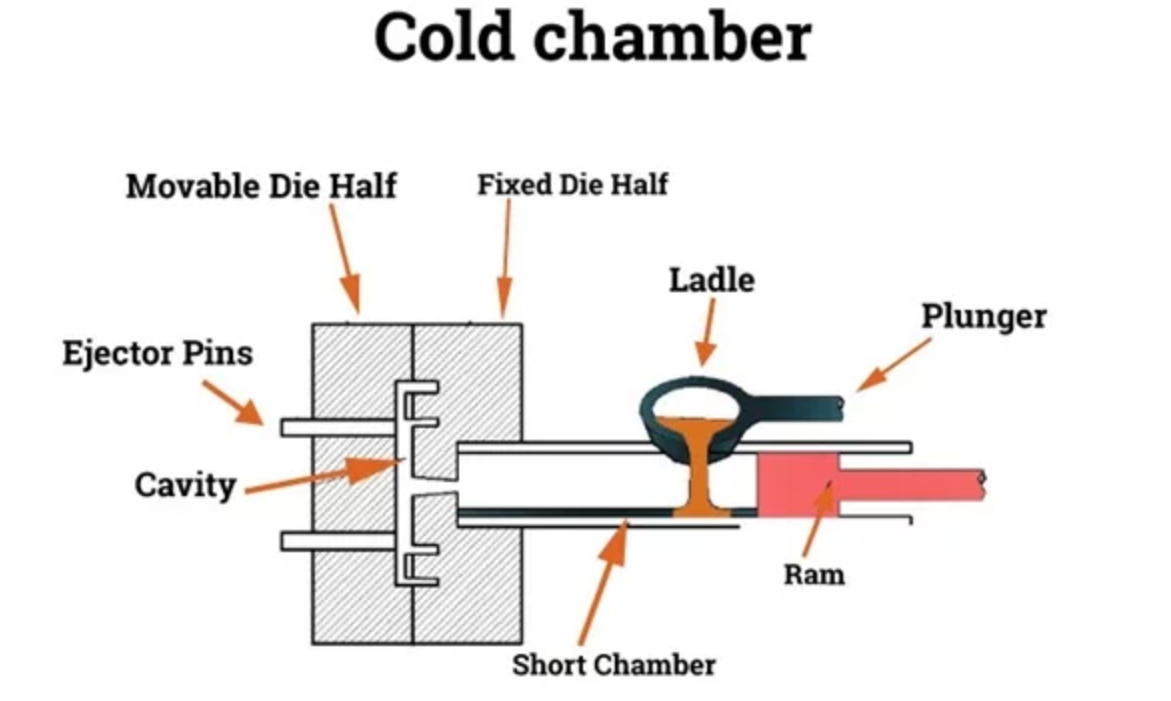 Cold chamber
Movable Die Half
Fixed Die Half
Ladle
Plunger
Ejector Pins
Cavity
Ram
Short Chamber